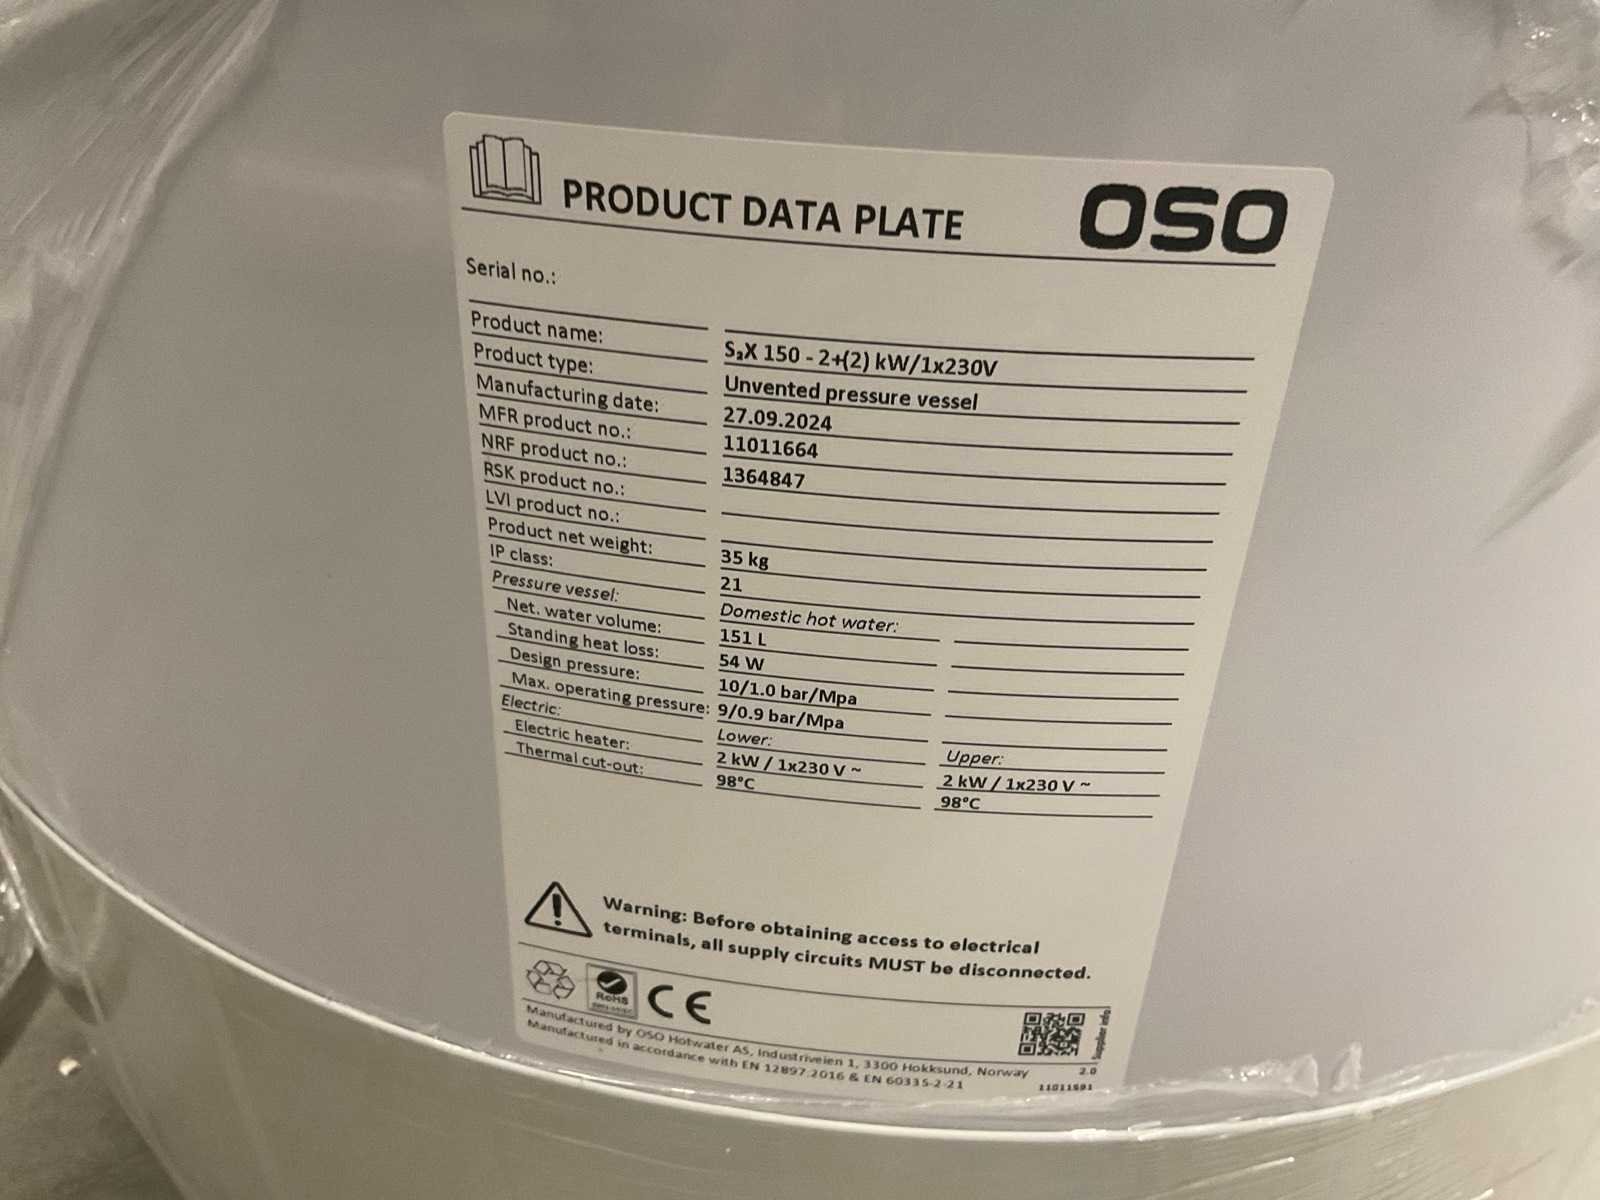 PRODUCT DATA PLATE OSO
Serial no.:
Product name: S₂X 150 - 2+(2) kW/1x230V
Product type: Unvented pressure vessel
Manufacturing date: 27.09.2024
MFR product no.: 11011664
NRF product no.: 1364847
RSK product no.:
LVI product no.:
Product net weight: 35 kg
IP class: 21
Pressure vessel: Domestic hot water:
Net. water volume: 151 L
Standing heat loss: 54 W
Design pressure: 10/1.0 bar/Mpa
Max. operating pressure: 9/0.9 bar/Mpa
Electric: Lower: Upper:
Electric heater: 2 kW / 1x230 V ~ 2 kW / 1x230 V ~
Thermal cut-out: 98°C 98°C
Warning: Before obtaining access to electrical
terminals, all supply circuits MUST be disconnected.
RoHS
CE
Supplier info
Manufactured by OSO Hotwater AS, Industriveien 1, 3300 Hokksund, Norway 2.0
Manufactured in accordance with EN 12897:2016 & EN 60335-2-21 11011591